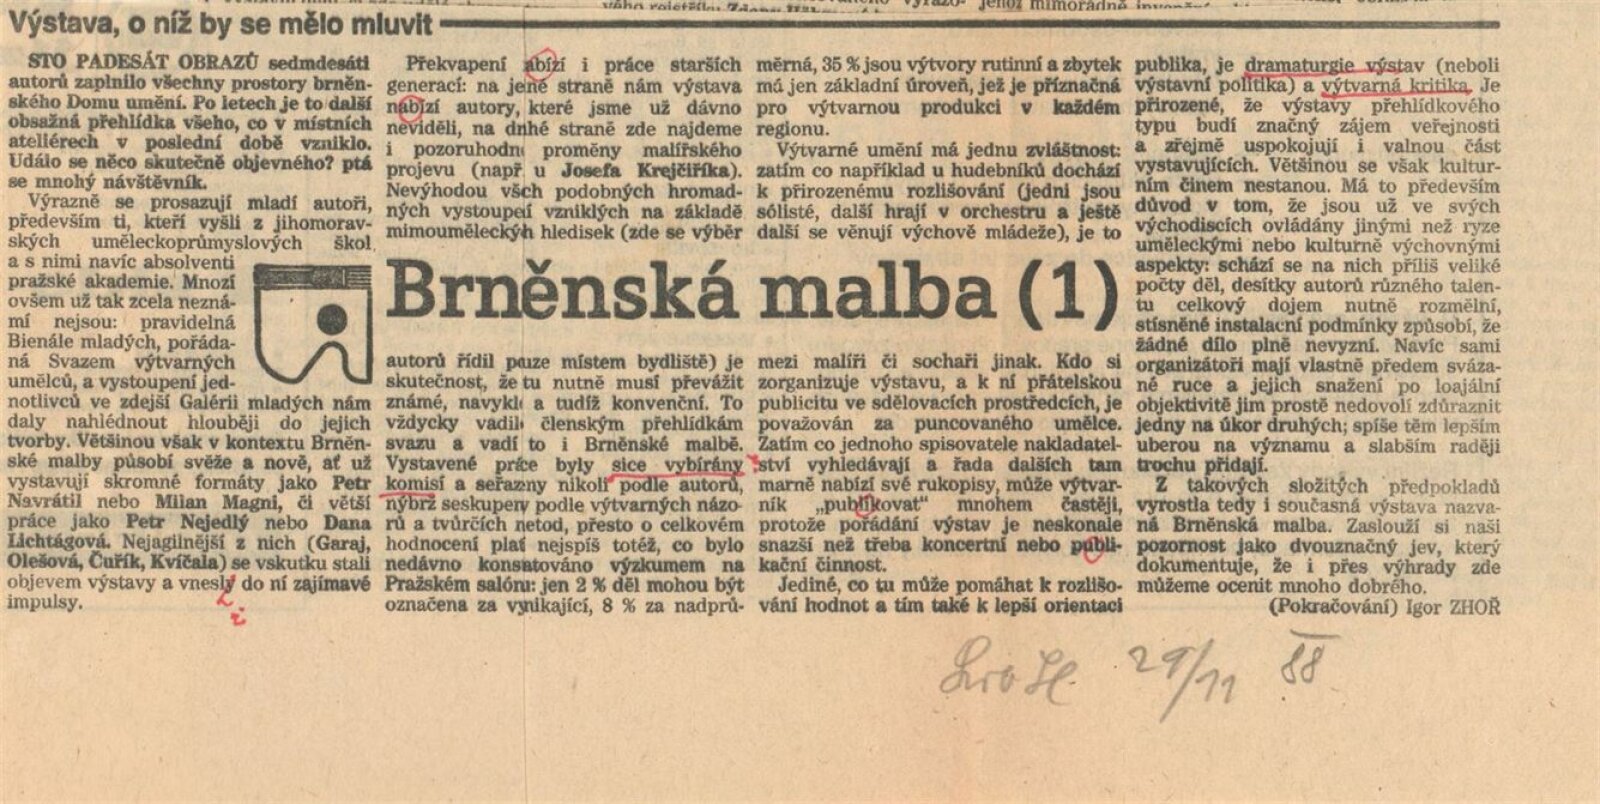 Výstava, o níž by se mělo mluvit
STO PADESÁT OBRAZŮ sedmdesáti
autorů zaplnilo všechny prostory brněn-
ského Domu umění. Po letech je to další
obsažná přehlídka všeho, co v místních
ateliérech v poslední době vzniklo.
Událo se něco skutečně objevného? ptá
se mnohý návštěvník.
Výrazně se prosazují mladí autoři,
především ti, kteří vyšli z jihomorav-
ských uměleckoprůmyslových škol
a s nimi navíc absolventi
pražské akademie. Mnozí
ovšem už tak zcela nezná-
mí nejsou: pravidelná
Bienále mladých, pořáda-
ná Svazem výtvarných
umělců, a vystoupení jed-
notlivců ve zdejší Galérii mladých nám
daly nahlédnout hlouběji do jejich
tvorby. Většinou však v kontextu Brněn-
ské malby působí svěže a nově, ať už
vystavují skromné formáty jako Petr
Navrátil nebo Milan Magni, či větší
práce jako Petr Nejedlý nebo Dana
Lichtágová. Nejagilnější z nich (Garaj,
Olešová, Čuřík, Kvíčala) se vskutku stali
objevem výstavy a vnesly do ní zajímavé
impulsy.
Překvapení abízí i práce starších
generací: na jené straně nám výstava
nabízí autory, které jsme už dávno
neviděli, na druhé straně zde najdeme
i pozoruhodn proměny malířského
projevu (např u Josefa Krejčiříka).
Nevýhodou všch podobných hromad-
ných vystoupeí vzniklých na základě
mimouměleckýh hledisek (zde se výběr
Brněnská malba (1)
autorů řídil pouze místem bydliště) je
skutečnost, že tu nutně musí převážit
známé, navykl a tudíž konvenční. To
vždycky vadil členským přehlídkám
svazu a vadí to i Brněnské malbě.
Vystavené práce byly sice vybírány
komisí a seřazny nikoli podle autorů,
nýbrž seskupeny podle výtvarných názo-
rů a tvůrčích metod, přesto o celkovém
hodnocení platí nejspíš totéž, co bylo
nedávno konstatováno výzkumem na
Pražském salónu: jen 2 % děl mohou být
označena za vynikající, 8 % za nadprů-
měrná, 35 % jsou výtvory rutinní a zbytek
má jen základní úroveň, jež je příznačná
pro výtvarnou produkci v každém
regionu.
Výtvarné umění má jednu zvláštnost:
zatím co například u hudebníků dochází
k přirozenému rozlišování (jedni jsou
sólisté, další hrají v orchestru a ještě
další se věnují výchově mládeže), je to
mezi malíři či sochaři jinak. Kdo si
zorganizuje výstavu, a k ní přátelskou
publicitu ve sdělovacích prostředcích, je
považován za puncovaného umělce.
Zatím co jednoho spisovatele nakladatel-
ství vyhledávají a řada dalších tam
marně nabízí své rukopisy, může výtvar-
ník „publikovat“ mnohem častěji,
protože pořádání výstav je neskonale
snazší než třeba koncertní nebo publi-
kační činnost.
Jediné, co tu může pomáhat k rozlišo-
vání hodnot a tím také k lepší orientaci
publika, je dramaturgie výstav (neboli
výstavní politika) a výtvarná kritika. Je
přirozené, že výstavy přehlídkového
typu budí značný zájem veřejnosti
a zřejmě uspokojují i valnou část
vystavujících. Většinou se však kultur-
ním činem nestanou. Má to především
důvod v tom, že jsou už ve svých
východiscích ovládány jinými než ryze
uměleckými nebo kulturně výchovnými
aspekty: schází se na nich příliš veliké
počty děl, desítky autorů různého talen-
tu celkový dojem nutně rozmělní,
stísněné instalační podmínky způsobí, že
žádné dílo plně nevyzní. Navíc sami
organizátoři mají vlastně předem sváza-
né ruce a jejich snažení po loajální
objektivitě jim prostě nedovolí zdůraznit
jedny na úkor druhých; spíše těm lepším
uberou na významu a slabším raději
trochu přidají.
Z takových složitých předpokladů
vyrostla tedy i současná výstava nazva-
ná Brněnská malba. Zaslouží si naši
pozornost jako dvouznačný jev, který
dokumentuje, že i přes výhrady zde
můžeme ocenit mnoho dobrého.
(Pokračování) Igor ZHOŘ
29/11 88